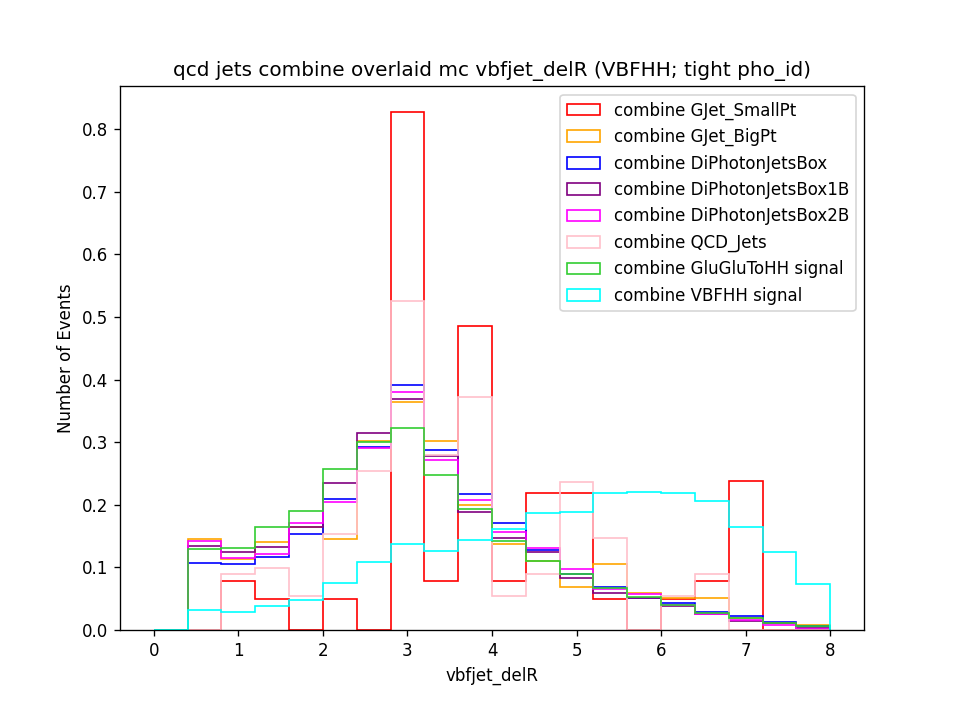 qcd jets combine overlaid mc vbfjet_delR (VBFHH; tight pho_id)
combine GJet_SmallPt
combine GJet_BigPt
combine DiPhotonJetsBox
combine DiPhotonJetsBox1B
combine DiPhotonJetsBox2B
combine QCD_Jets
combine GluGluToHH signal
combine VBFHH signal
Number of Events
0.8
0.7
0.6
0.5
0.4
0.3
0.2
0.1
0.0
0 1 2 3 4 5 6 7 8
vbfjet_delR